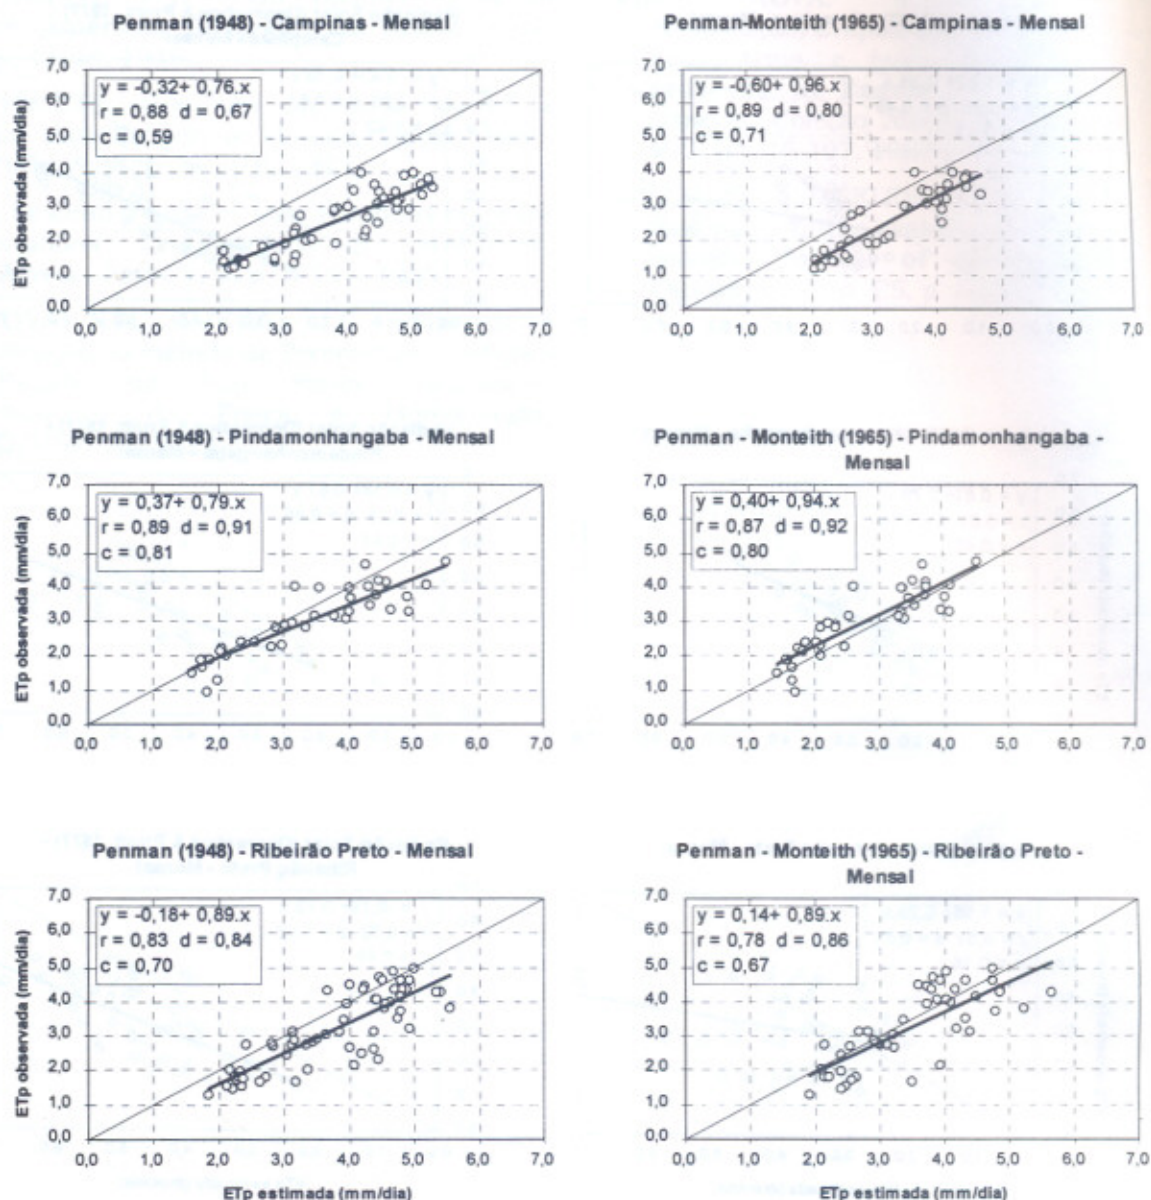 Penman (1948) - Campinas - Mensal
ETp observada (mm/dia)
7,0
6,0
5,0
4,0
3,0
2,0
1,0
0,0
y = -0,32+ 0,76.x
r = 0,88 d = 0,67
c = 0,59
0,0 1,0 2,0 3,0 4,0 5,0 6,0 7,0
Penman-Monteith (1965) - Campinas - Mensal
7,0
6,0
5,0
4,0
3,0
2,0
1,0
0,0
y = -0,60+ 0,96.x
r = 0,89 d = 0,80
c = 0,71
0,0 1,0 2,0 3,0 4,0 5,0 6,0 7,0
Penman (1948) - Pindamonhangaba - Mensal
ETp observada (mm/dia)
7,0
6,0
5,0
4,0
3,0
2,0
1,0
0,0
y = 0,37+ 0,79.x
r = 0,89 d = 0,91
c = 0,81
0,0 1,0 2,0 3,0 4,0 5,0 6,0 7,0
Penman - Monteith (1965) - Pindamonhangaba -
Mensal
7,0
6,0
5,0
4,0
3,0
2,0
1,0
0,0
y = 0,40+ 0,94.x
r = 0,87 d = 0,92
c = 0,80
0,0 1,0 2,0 3,0 4,0 5,0 6,0 7,0
Penman (1948) - Ribeirão Preto - Mensal
ETp observada (mm/dia)
7,0
6,0
5,0
4,0
3,0
2,0
1,0
0,0
y = -0,18+ 0,89.x
r = 0,83 d = 0,84
c = 0,70
0,0 1,0 2,0 3,0 4,0 5,0 6,0 7,0
ETp estimada (mm/dia)
Penman - Monteith (1965) - Ribeirão Preto -
Mensal
7,0
6,0
5,0
4,0
3,0
2,0
1,0
0,0
y = 0,14+ 0,89.x
r = 0,78 d = 0,86
c = 0,67
0,0 1,0 2,0 3,0 4,0 5,0 6,0 7,0
ETp estimada (mm/dia)